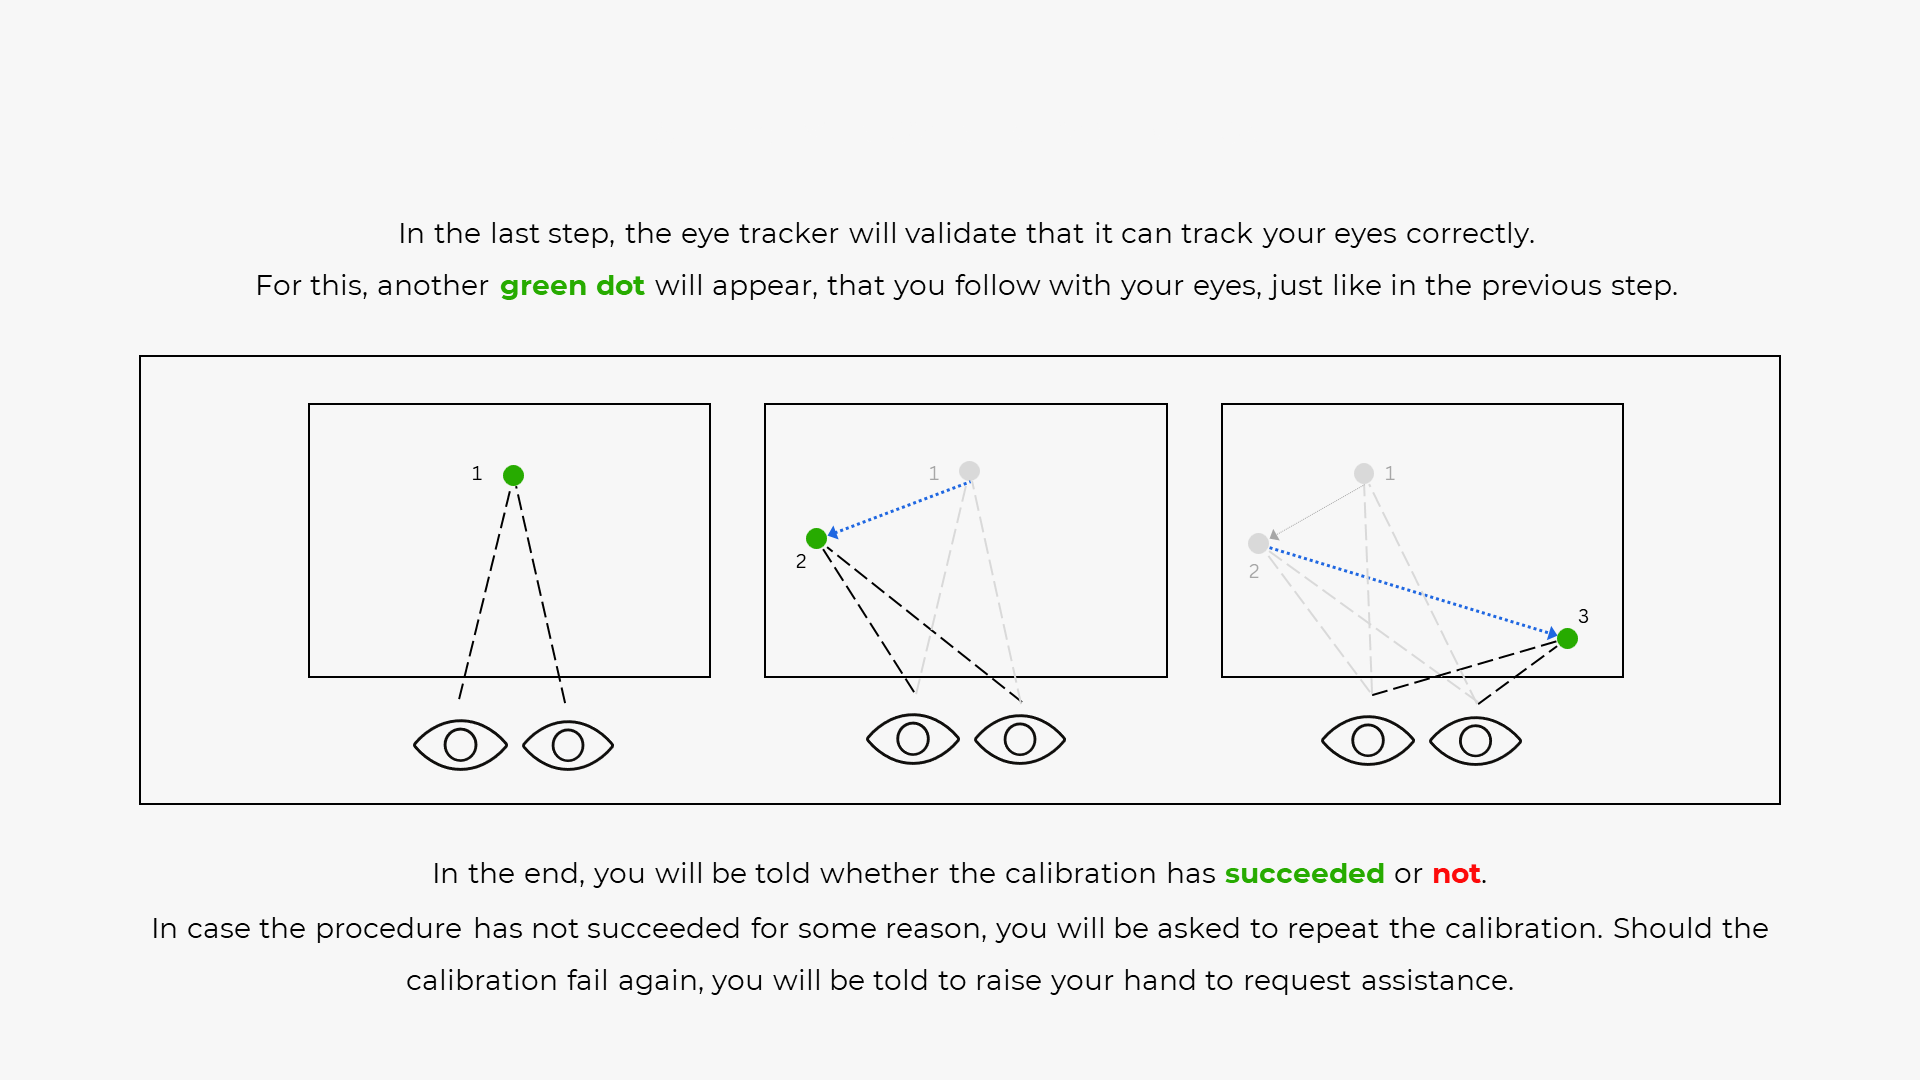 In the last step, the eye tracker will validate that it can track your eyes correctly.
For this, another green dot will appear, that you follow with your eyes, just like in the previous step.
1
1
2
1
2
3
In the end, you will be told whether the calibration has succeeded or not.
In case the procedure has not succeeded for some reason, you will be asked to repeat the calibration. Should the
calibration fail again, you will be told to raise your hand to request assistance.